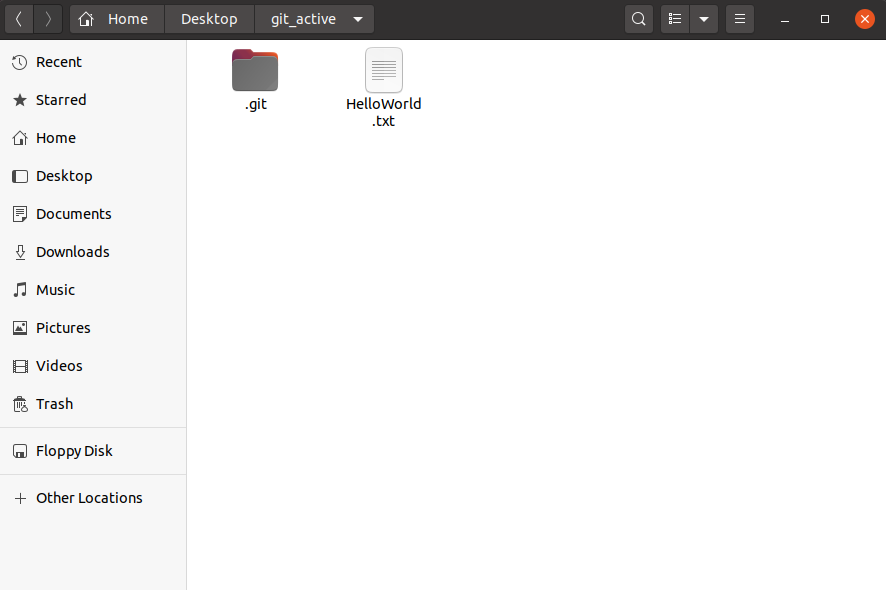 Home
Desktop
git_active
Recent
Starred
Home
Desktop
Documents
Downloads
Music
Pictures
Videos
Trash
Floppy Disk
Other Locations
.git
HelloWorld
.txt